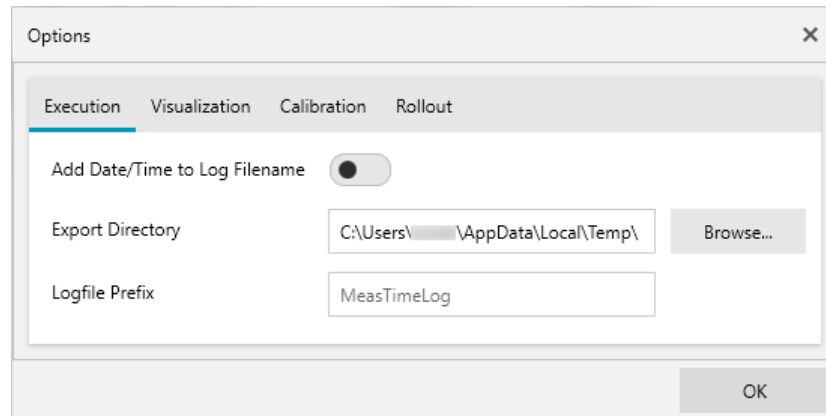 Options
Execution Visualization Calibration Rollout
Add Date/Time to Log Filename
Export Directory C:\Users\ \AppData\Local\Temp\ Browse...
Logfile Prefix MeasTimeLog
OK